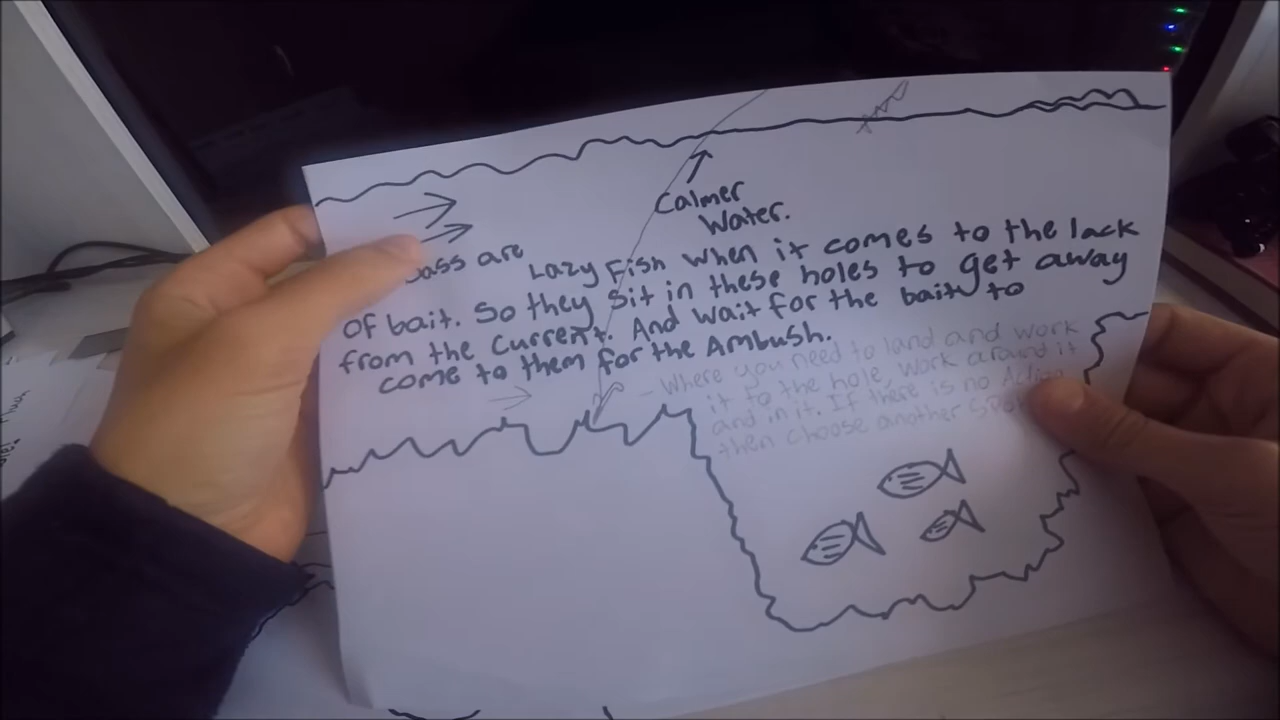 Calmer
Water.
bass are Lazy Fish when it comes to the lack
of bait. So they sit in these holes to get away
from the current. And wait for the bait to
come to them for the Ambush.
Where you need to land and work
it to the hole, work around it
and in it. If there is no Action
then choose another